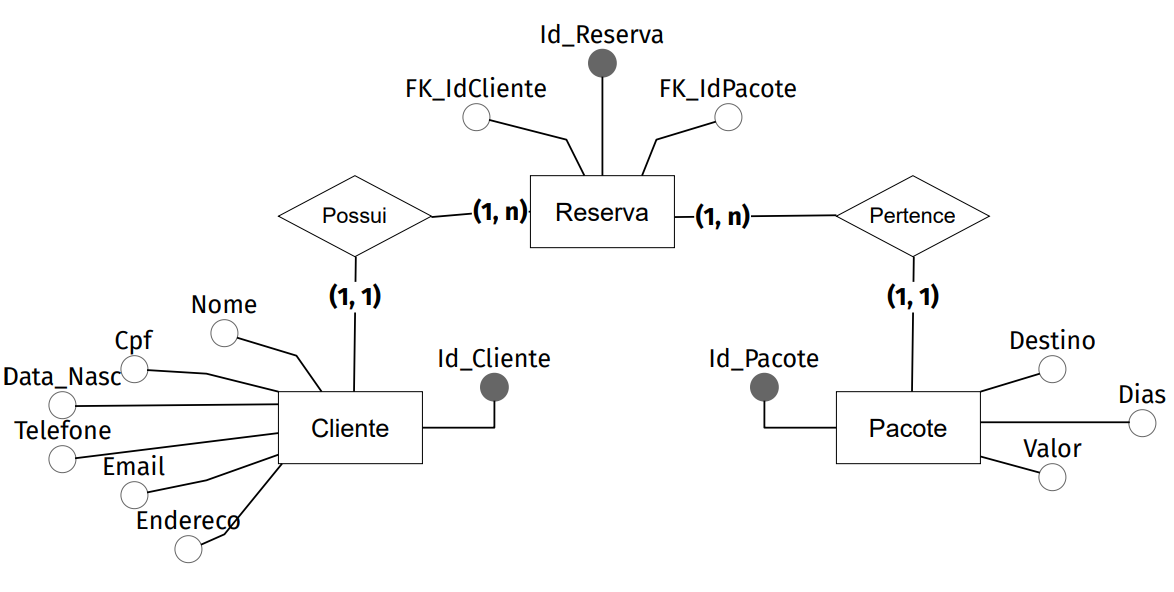 Id_Reserva
FK_IdCliente
FK_IdPacote
Possui
(1, n)
Reserva
(1, n)
Pertence
(1, 1)
(1, 1)
Nome
Cpf
Data_Nasc
Telefone
Email
Endereco
Cliente
Id_Cliente
Id_Pacote
Pacote
Destino
Dias
Valor